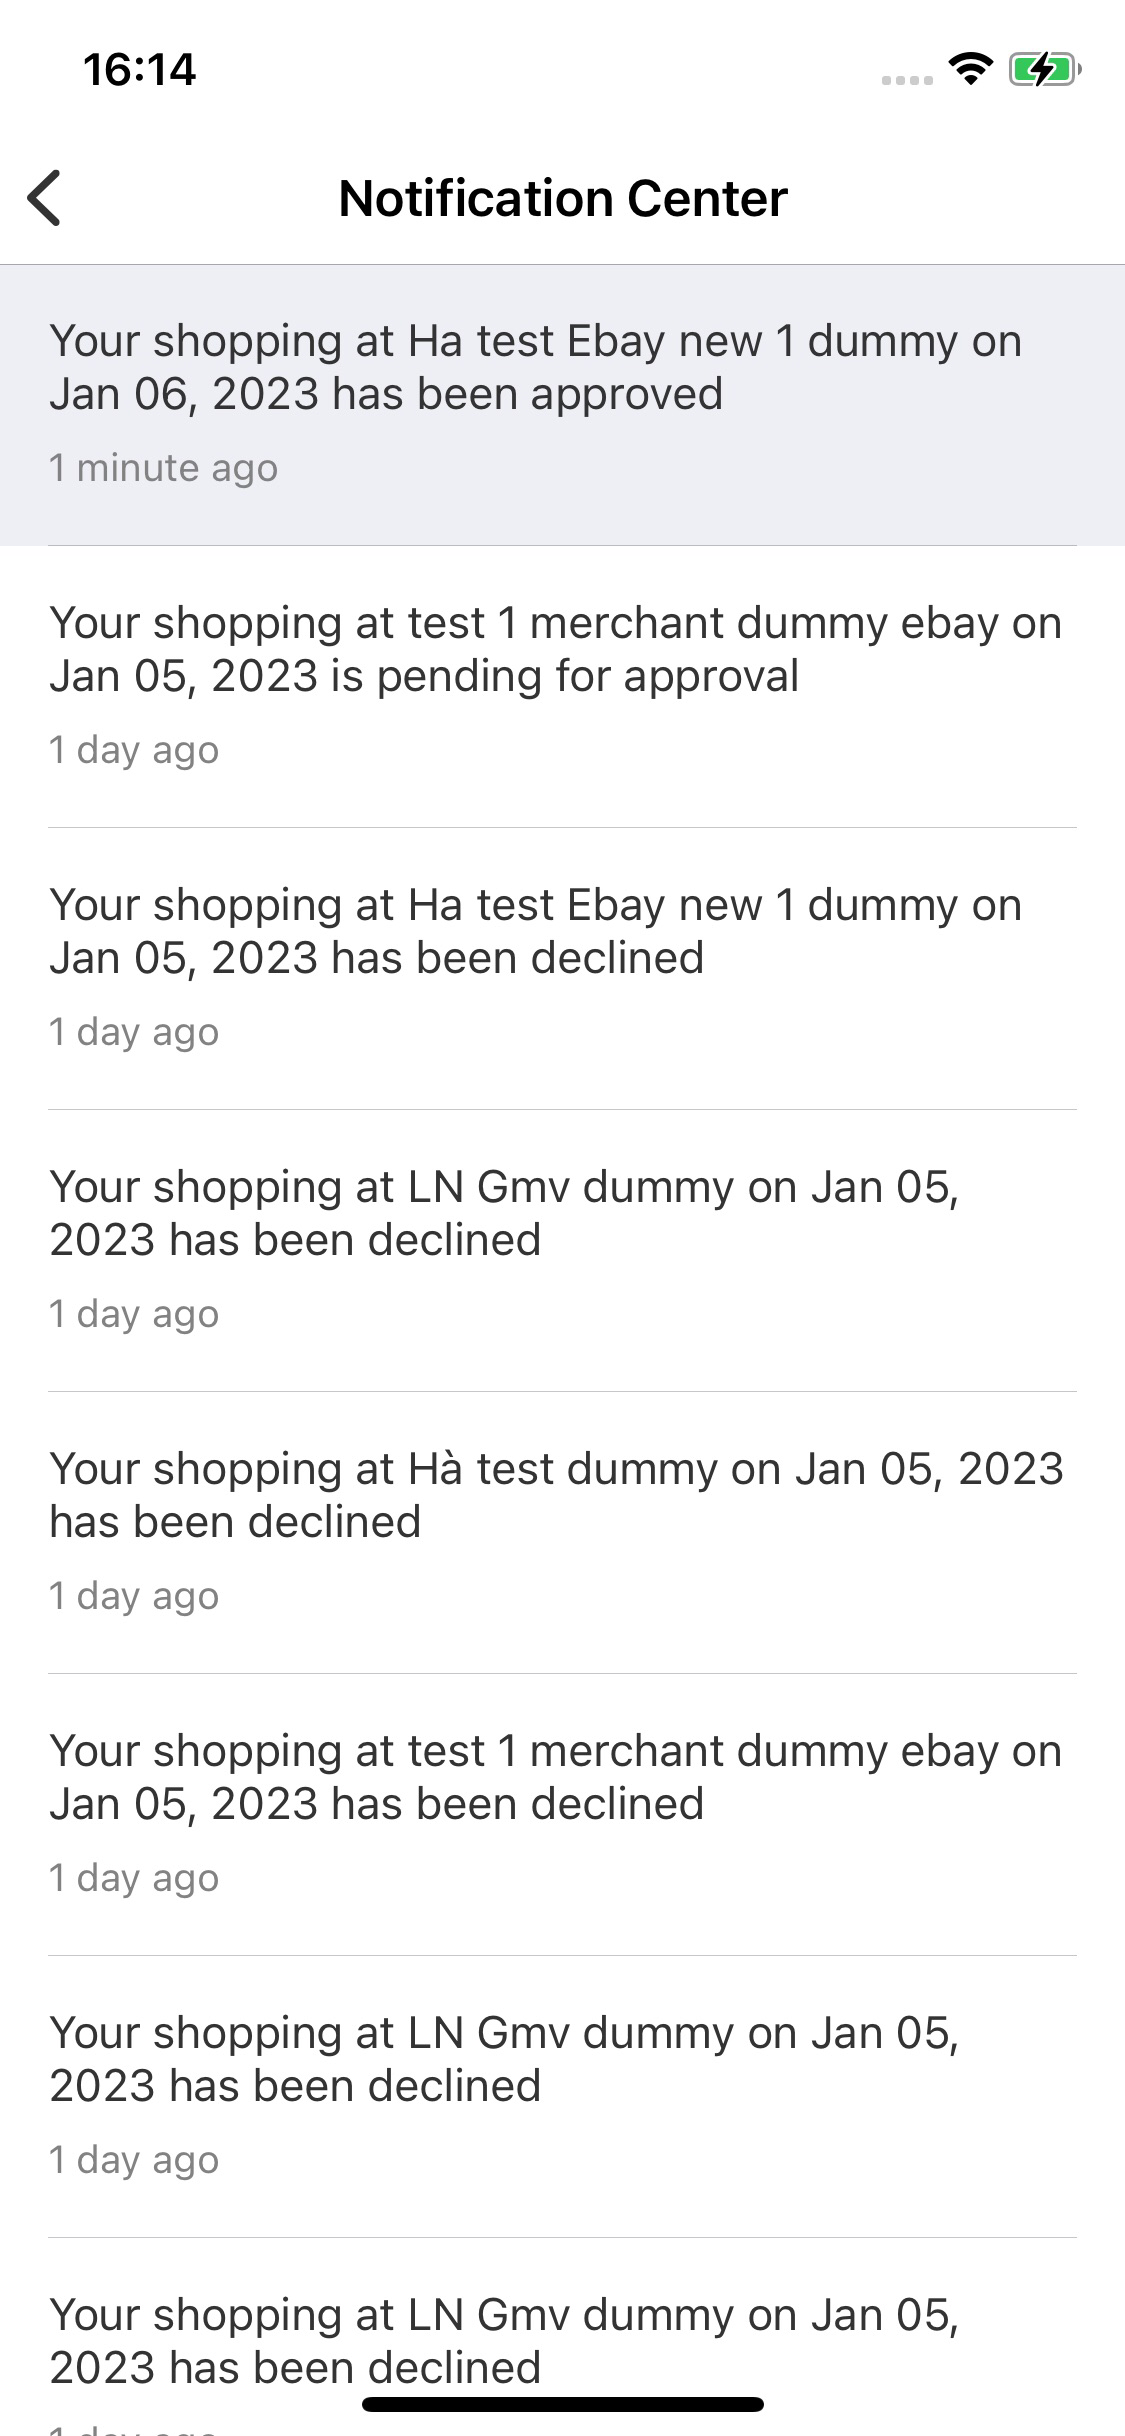 16:14
Notification Center
Your shopping at Ha test Ebay new 1 dummy on
Jan 06, 2023 has been approved
1 minute ago
Your shopping at test 1 merchant dummy ebay on
Jan 05, 2023 is pending for approval
1 day ago
Your shopping at Ha test Ebay new 1 dummy on
Jan 05, 2023 has been declined
1 day ago
Your shopping at LN Gmv dummy on Jan 05,
2023 has been declined
1 day ago
Your shopping at Hà test dummy on Jan 05, 2023
has been declined
1 day ago
Your shopping at test 1 merchant dummy ebay on
Jan 05, 2023 has been declined
1 day ago
Your shopping at LN Gmv dummy on Jan 05,
2023 has been declined
1 day ago
Your shopping at LN Gmv dummy on Jan 05,
2023 has been declined
1 day ago